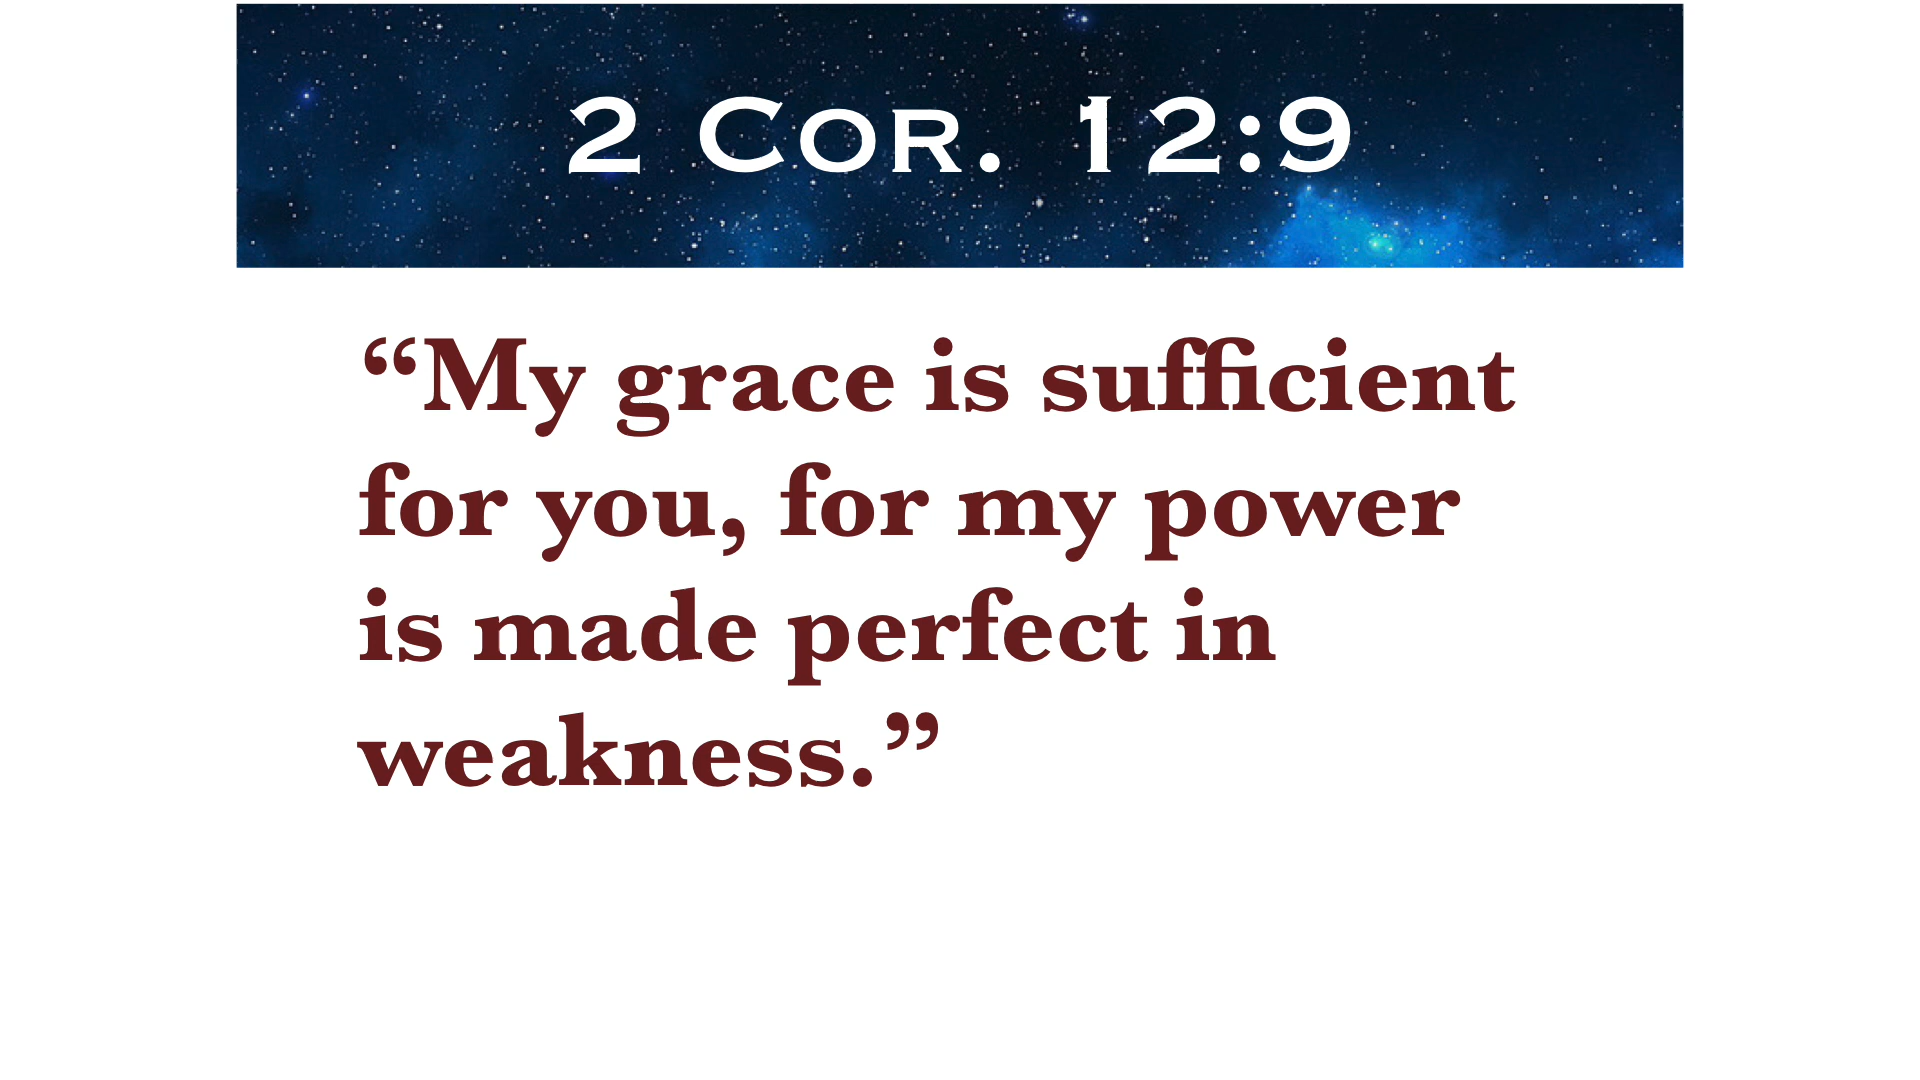 2 Cor. 12:9
“My grace is sufficient
for you, for my power
is made perfect in
weakness.”